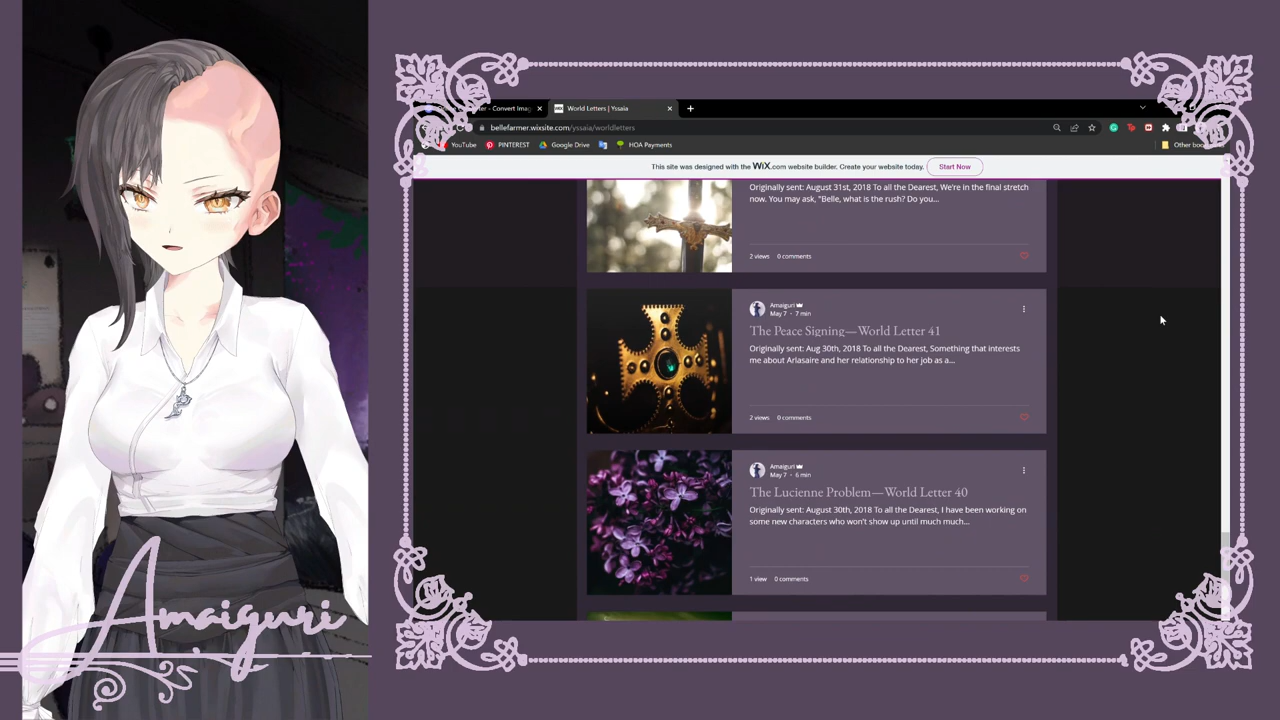 Convert Imag
World Letters | Yssaia
bellefarmer.wixsite.com/yssaia/worldletters
YouTube
PINTEREST
Google Drive
HOA Payments
Other boo
This site was designed with the WiX.com website builder. Create your website today.
Start Now
Originally sent: August 31st, 2018 To all the Dearest, We're in the final stretch
now. You may ask, "Belle, what is the rush? Do you...
2 views 0 comments
Amaiguri
May 7 · 7 min
The Peace Signing—World Letter 41
Originally sent: Aug 30th, 2018 To all the Dearest, Something that interests
me about Arlasaire and her relationship to her job as a...
2 views 0 comments
Amaiguri
May 7 · 6 min
The Lucienne Problem—World Letter 40
Originally sent: August 30th, 2018 To all the Dearest, I have been working on
some new characters who won't show up until much much...
1 view 0 comments
Amaiguri